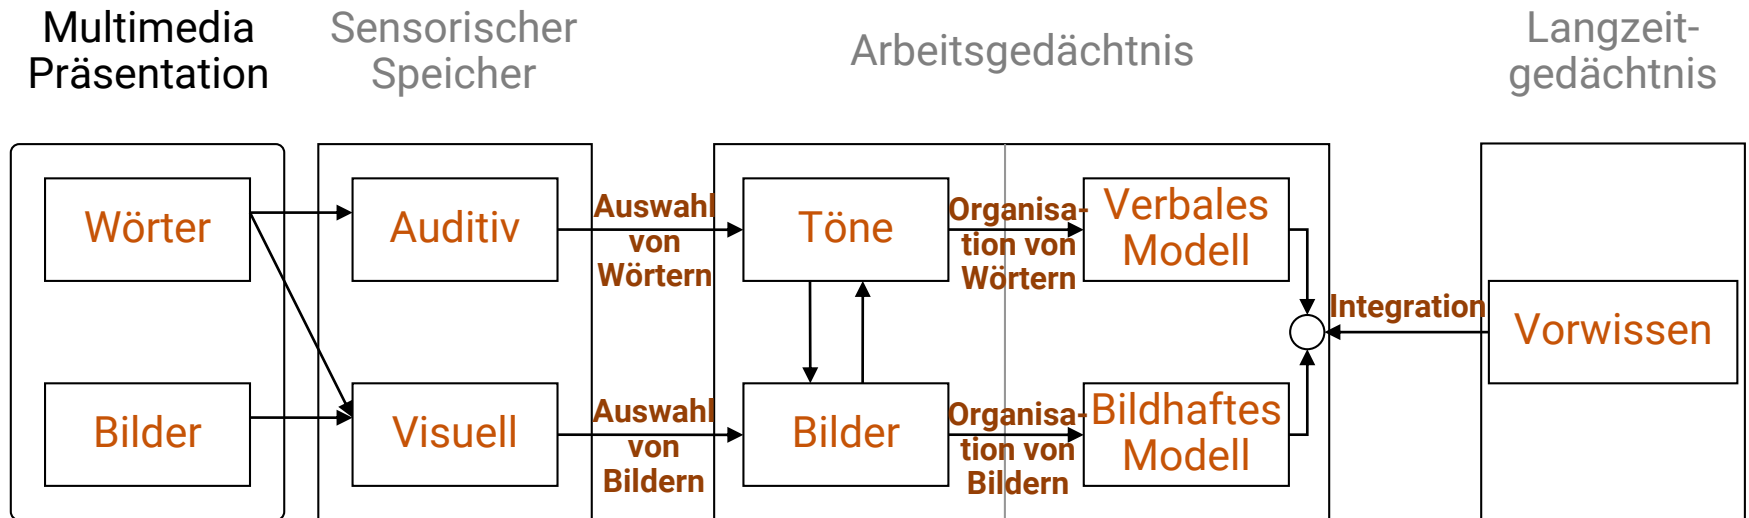 Multimedia
Präsentation
Sensorischer
Speicher
Arbeitsgedächtnis
Langzeit-
gedächtnis
Wörter
Auditiv
Auswahl
von
Wörtern
Töne
Organisa-
tion von
Wörtern
Verbales
Modell
Integration
Vorwissen
Bilder
Visuell
Auswahl
von
Bildern
Bilder
Organisa-
tion von
Bildern
Bildhaftes
Modell